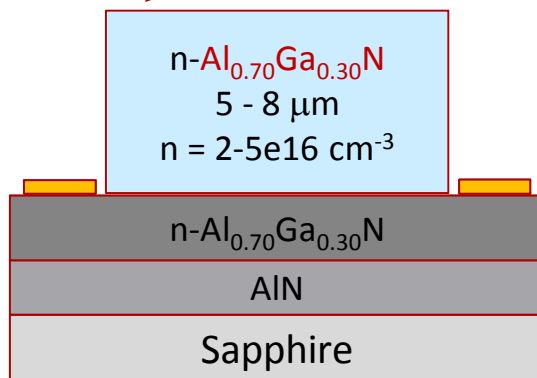 n-Al₀.₇₀Ga₀.₃₀N
5 - 8 μm
n = 2-5e16 cm⁻³
n-Al₀.₇₀Ga₀.₃₀N
AlN
Sapphire